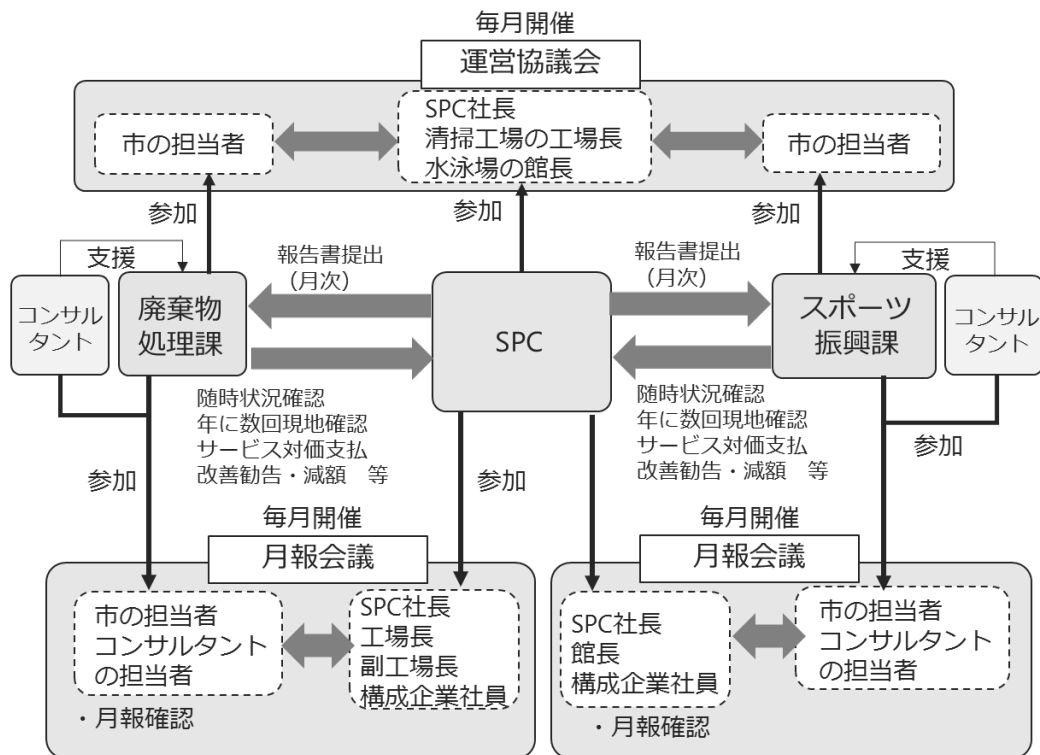 毎月開催
運営協議会
市の担当者
SPC社長
清掃工場の工場長
水泳場の館長
市の担当者
参加
参加
参加
支援
報告書提出
（月次）
報告書提出
（月次）
支援
コンサル
タント
廃棄物
処理課
SPC
スポーツ
振興課
コンサル
タント
随時状況確認
年に数回現地確認
サービス対価支払
改善勧告・減額　等
随時状況確認
年に数回現地確認
サービス対価支払
改善勧告・減額　等
参加
参加
参加
毎月開催
月報会議
市の担当者
コンサルタント
の担当者
SPC社長
工場長
副工場長
構成企業社員
・月報確認
毎月開催
月報会議
SPC社長
館長
構成企業社員
市の担当者
コンサルタント
の担当者
・月報確認